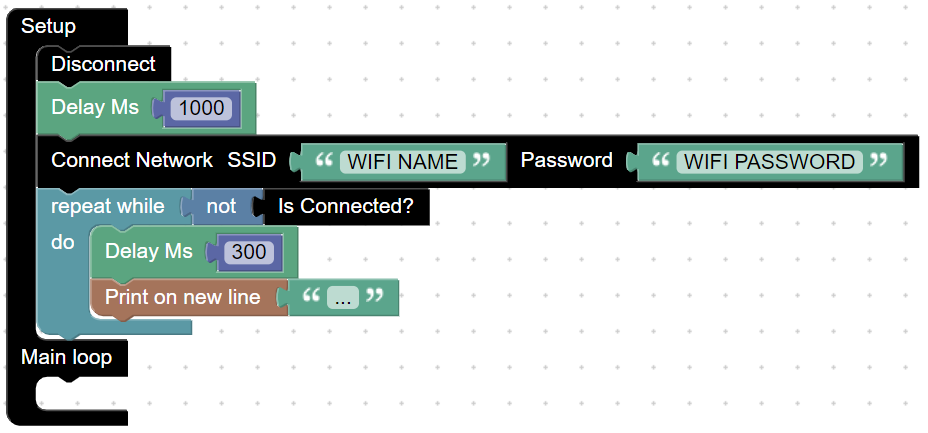 Setup
Disconnect
Delay Ms 1000
Connect Network SSID “ WIFI NAME ” Password “ WIFI PASSWORD ”
repeat while not Is Connected?
do
Delay Ms 300
Print on new line “ ... ”
Main loop